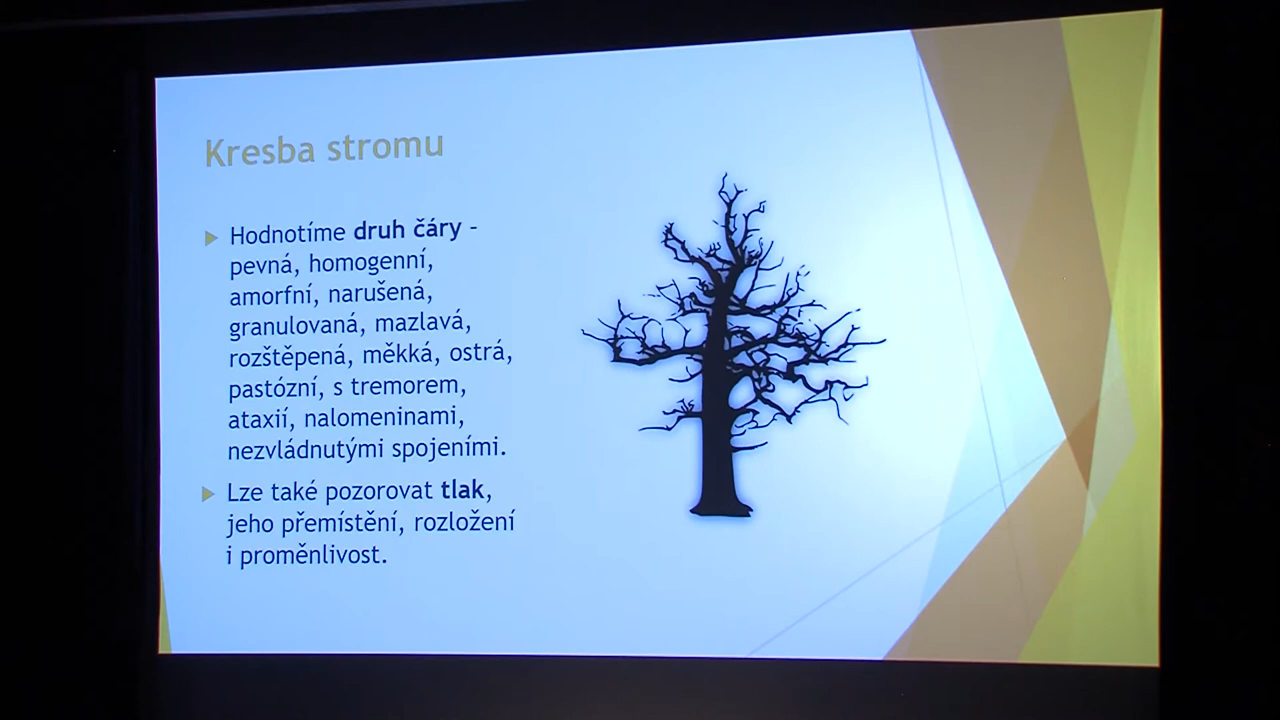 Kresba stromu
Hodnotíme druh čáry –
pevná, homogenní,
amorfní, narušená,
granulovaná, mazlavá,
rozštěpená, měkká, ostrá,
pastózní, s tremorem,
ataxií, nalomeninami,
nezvládnutými spojeními.
Lze také pozorovat tlak,
jeho přemístění, rozložení
i proměnlivost.